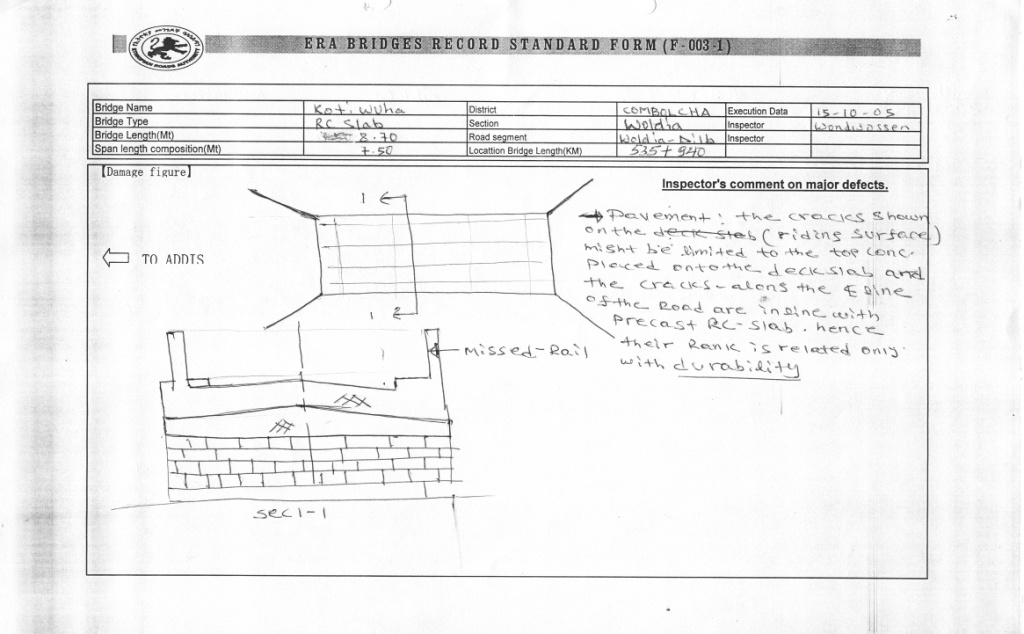 ERA BRIDGES RECORD STANDARD FORM (F-003-1)
Bridge Name Koti Wuha District COMBOLCHA Execution Data 15-10-05
Bridge Type RC Slab Section Woldia Inspector Wondwossen
Bridge Length(Mt) 8.70 Road segment Woldia-Dilb Inspector
Span length composition(Mt) 7.50 Locattion Bridge Length(KM) 535+940
[Damage figure]
Inspector's comment on major defects.
1
→ Pavement: the cracks shown
on the deck slab (riding surface)
might be limited to the top conc.
placed onto the deck slab and
the cracks-along the ℄ line
of the Road are inline with
precast RC-slab. hence
their Rank is related only
with durability
TO ADDIS
1
missed-Rail
sec 1-1